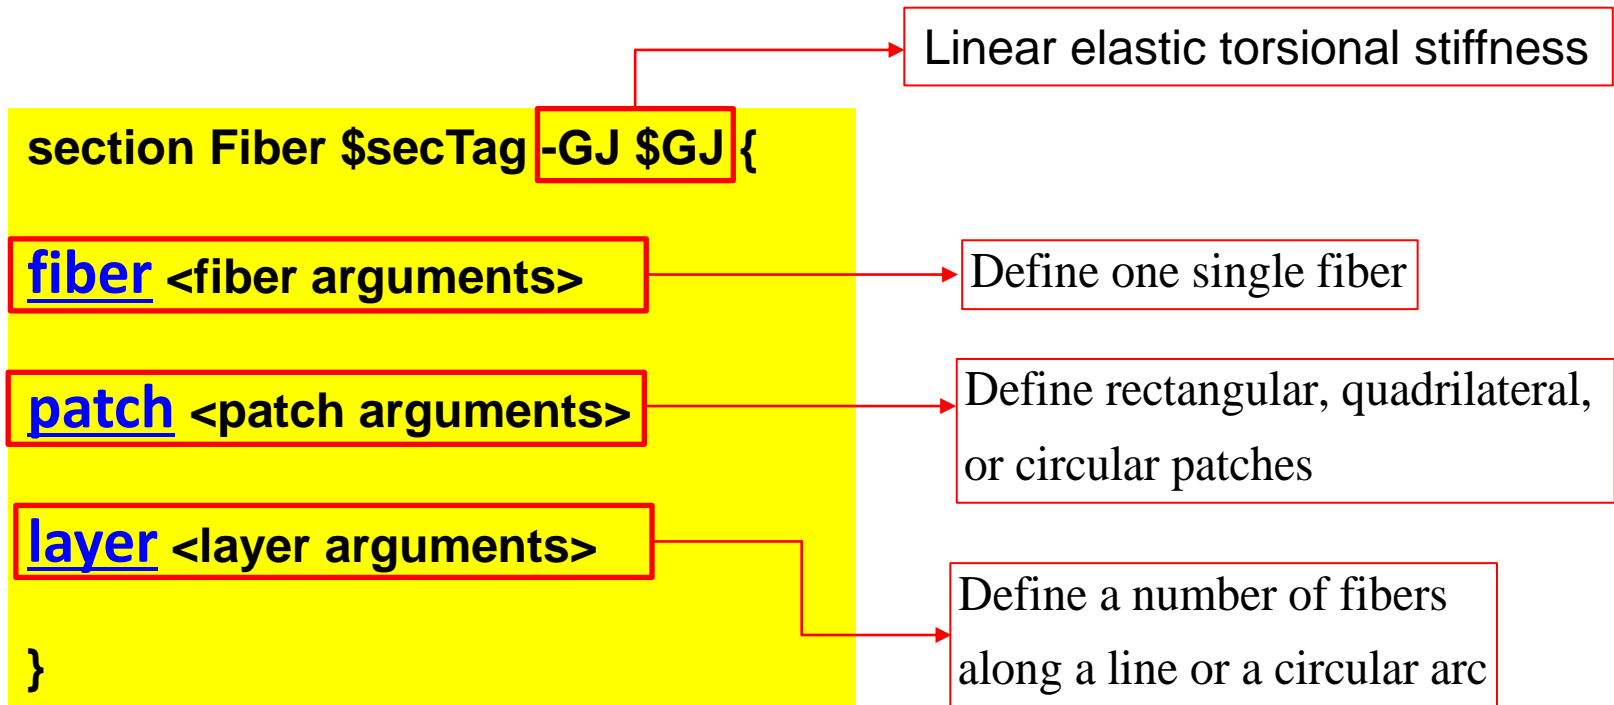 Linear elastic torsional stiffness
section Fiber $secTag -GJ $GJ {
fiber <fiber arguments>
Define one single fiber
patch <patch arguments>
Define rectangular, quadrilateral,
or circular patches
layer <layer arguments>
Define a number of fibers
along a line or a circular arc
}